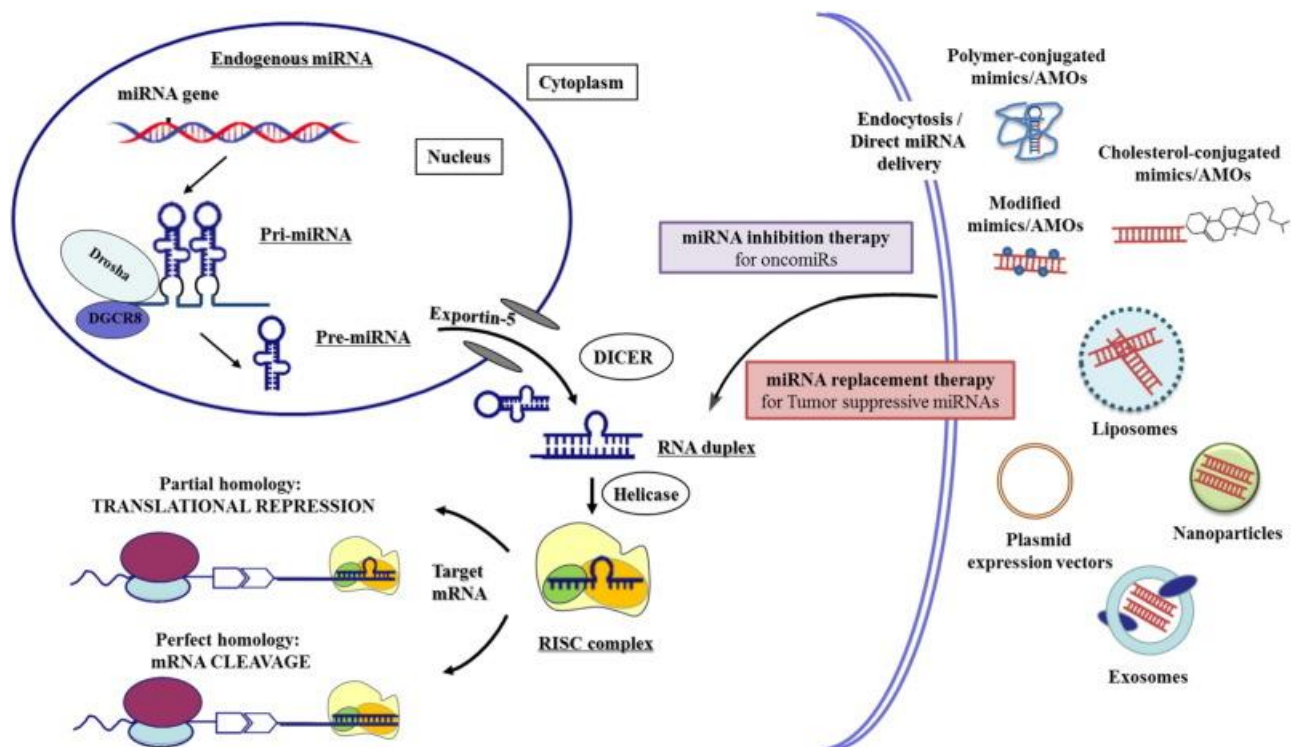 Endogenous miRNA
miRNA gene
Cytoplasm
Nucleus
Pri-miRNA
Drosha
DGCR8
Pre-miRNA
Exportin-5
DICER
RNA duplex
Helicase
Partial homology:
TRANSLATIONAL REPRESSION
Target
mRNA
RISC complex
Perfect homology:
mRNA CLEAVAGE
Endocytosis /
Direct miRNA
delivery
miRNA inhibition therapy
for oncomiRs
miRNA replacement therapy
for Tumor suppressive miRNAs
Polymer-conjugated
mimics/AMOs
Cholesterol-conjugated
mimics/AMOs
Modified
mimics/AMOs
Liposomes
Plasmid
expression vectors
Nanoparticles
Exosomes